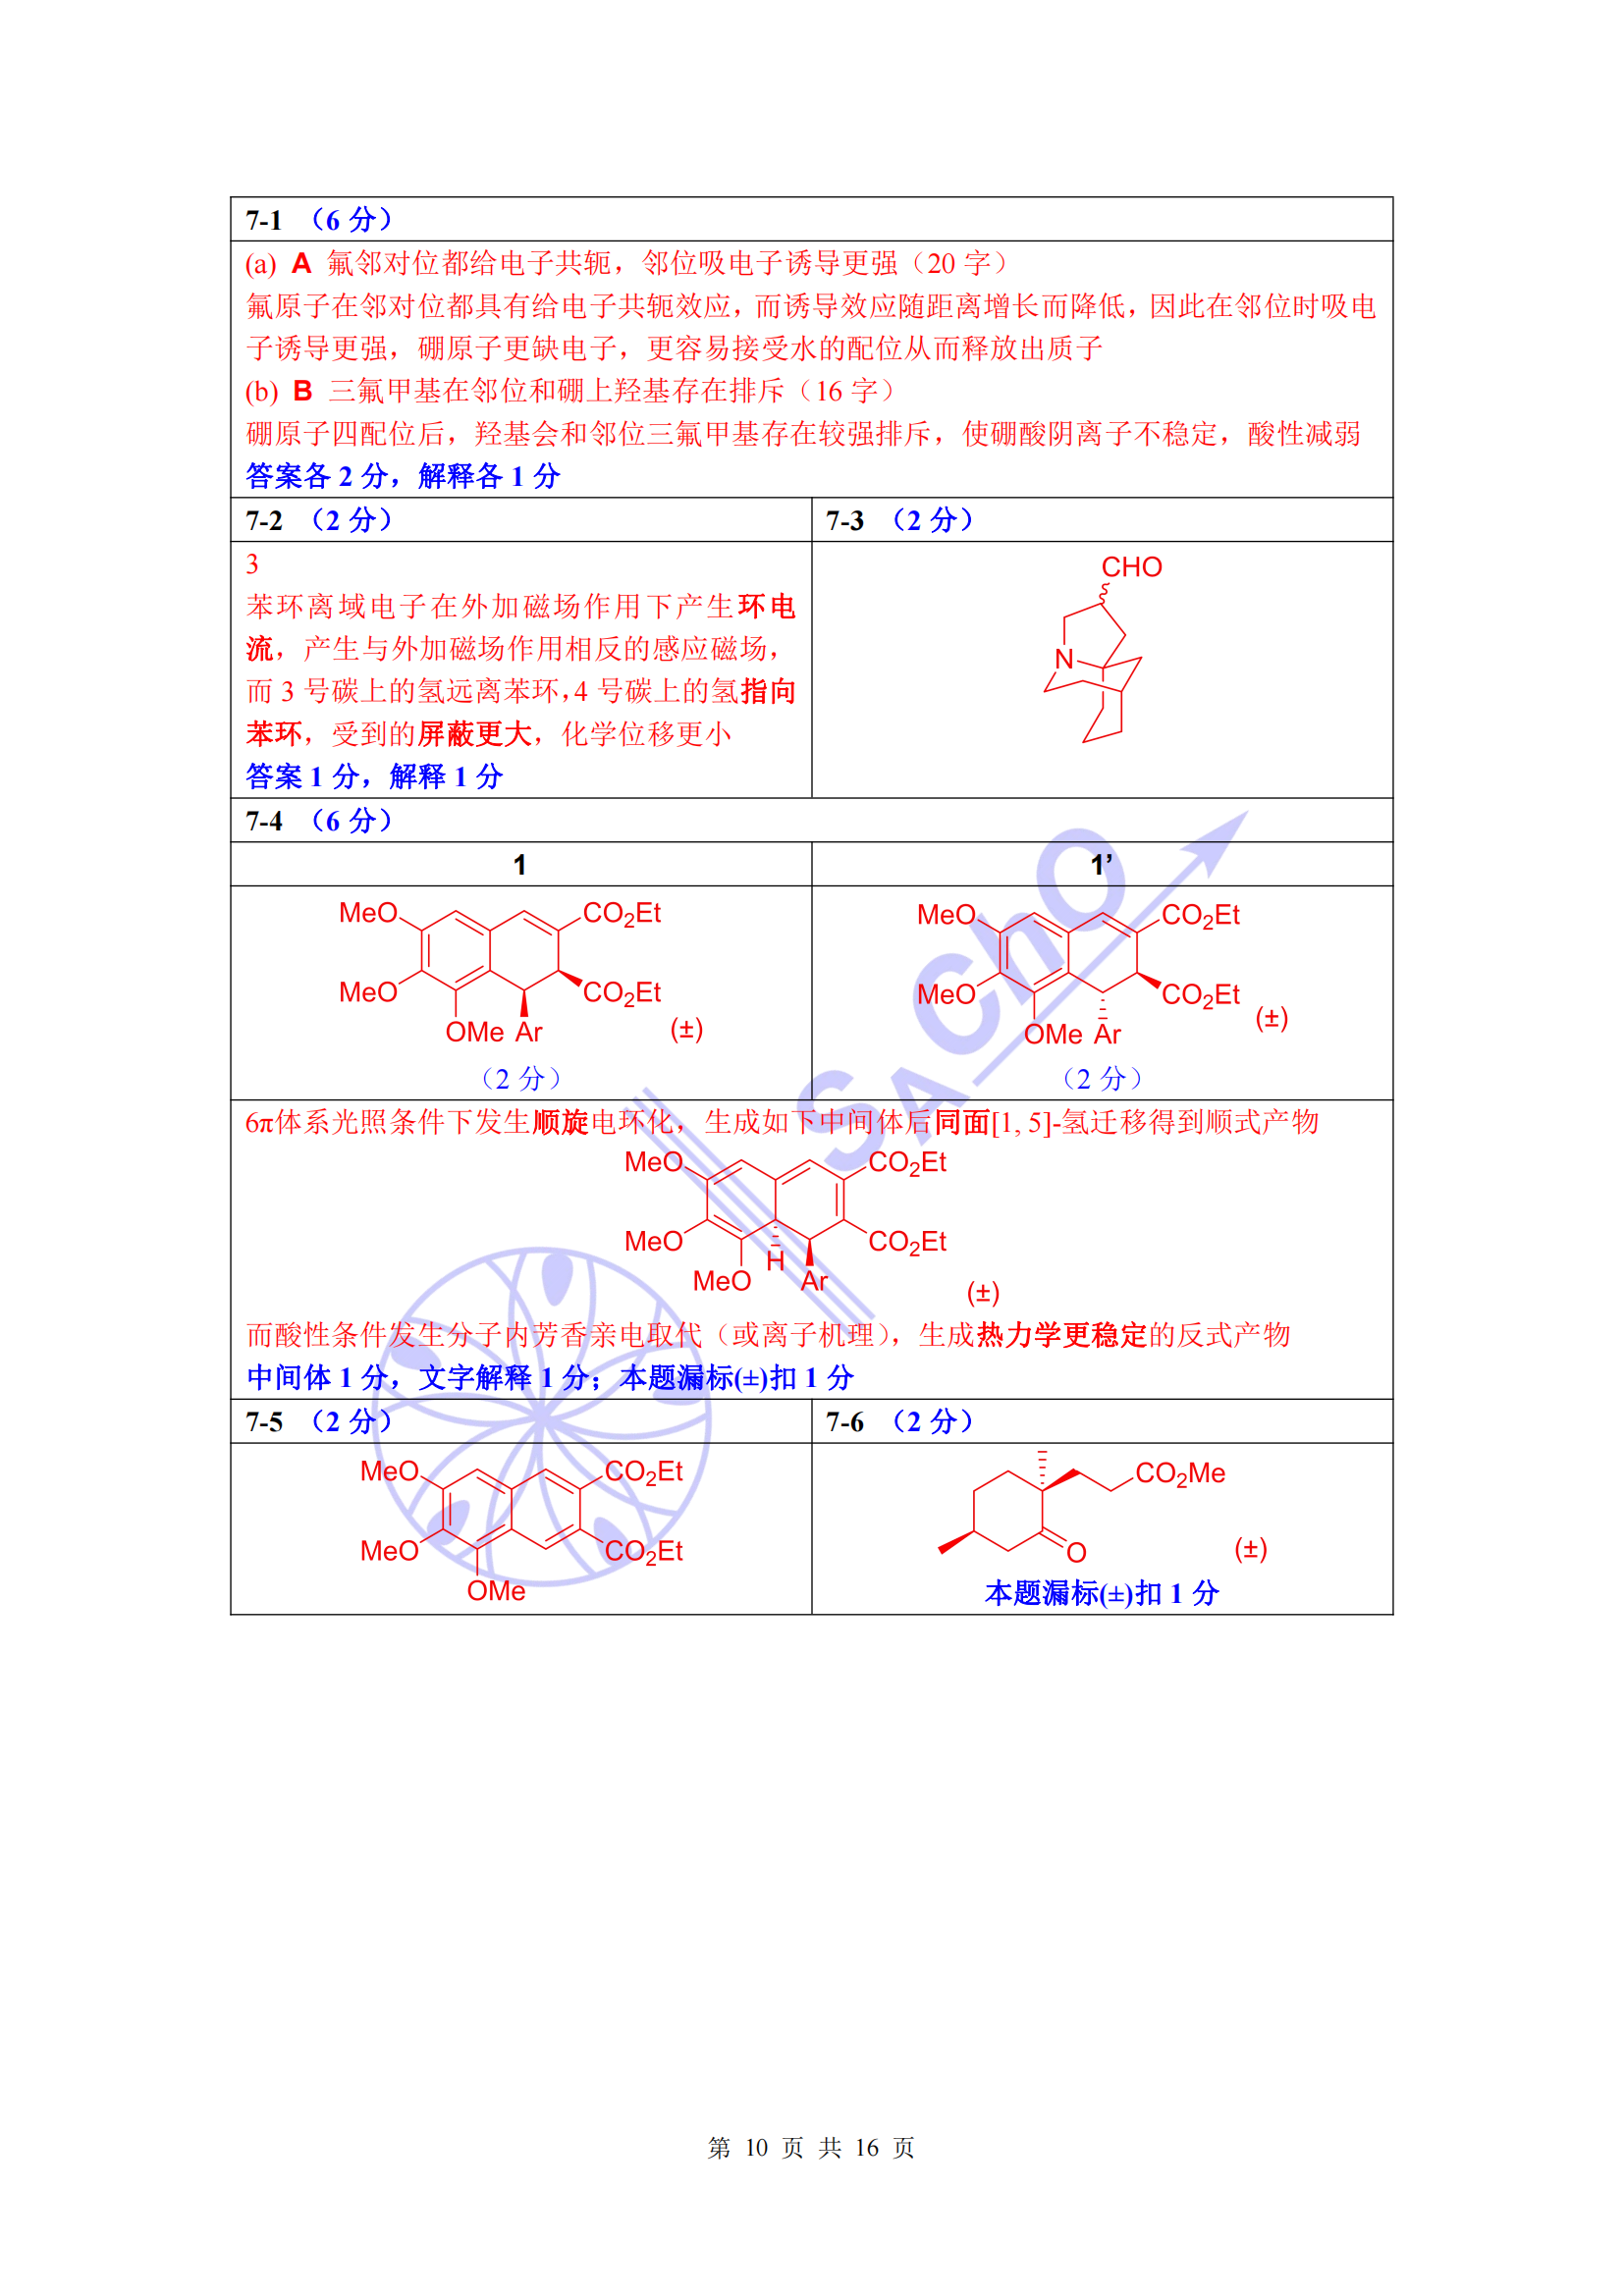 7-1 （6 分）
(a) A 氟邻对位都给电子共轭，邻位吸电子诱导更强（20 字）
氟原子在邻对位都具有给电子共轭效应，而诱导效应随距离增长而降低，因此在邻位时吸电
子诱导更强，硼原子更缺电子，更容易接受水的配位从而释放出质子
(b) B 三氟甲基在邻位和硼上羟基存在排斥（16 字）
硼原子四配位后，羟基会和邻位三氟甲基存在较强排斥，使硼酸阴离子不稳定，酸性减弱
答案各 2 分，解释各 1 分
7-2 （2 分）
7-3 （2 分）
3
苯环离域电子在外加磁场作用下产生环电
流，产生与外加磁场作用相反的感应磁场，
而 3 号碳上的氢远离苯环，4 号碳上的氢指向
苯环，受到的屏蔽更大，化学位移更小
答案 1 分，解释 1 分
CHO
N
7-4 （6 分）
1
1’
MeO
CO2Et
MeO
CO2Et
OMe Ar
(±)
（2 分）
MeO
CO2Et
MeO
CO2Et
OMe Ar
(±)
（2 分）
6π体系光照条件下发生顺旋电环化，生成如下中间体后同面[1, 5]-氢迁移得到顺式产物
MeO
CO2Et
MeO
CO2Et
H
MeO
Ar
(±)
而酸性条件发生分子内芳香亲电取代（或离子机理），生成热力学更稳定的反式产物
中间体 1 分，文字解释 1 分；本题漏标(±)扣 1 分
7-5 （2 分）
7-6 （2 分）
MeO
CO2Et
MeO
CO2Et
OMe
CO2Me
O
(±)
本题漏标(±)扣 1 分
SAChO
第 10 页 共 16 页